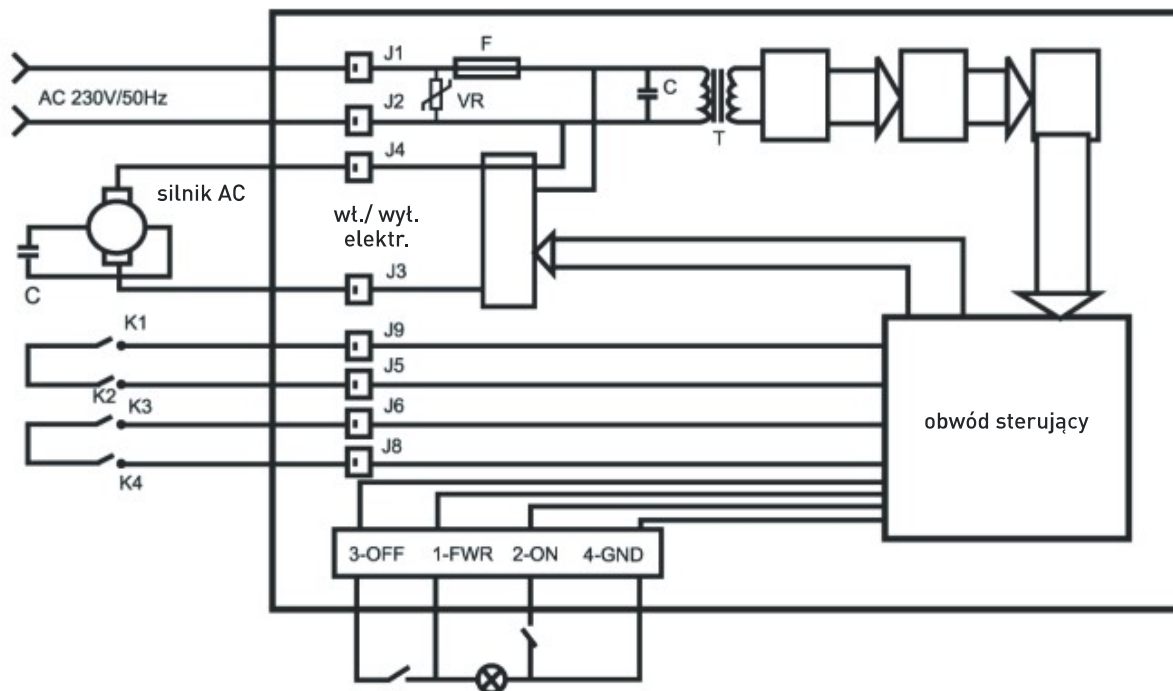 J1
F
AC 230V/50Hz
J2
VR
C
T
J4
silnik AC
wł./ wył.
elektr.
C
J3
K1
J9
K2
J5
K3
J6
obwód sterujący
J8
K4
3-OFF 1-FWR 2-ON 4-GND